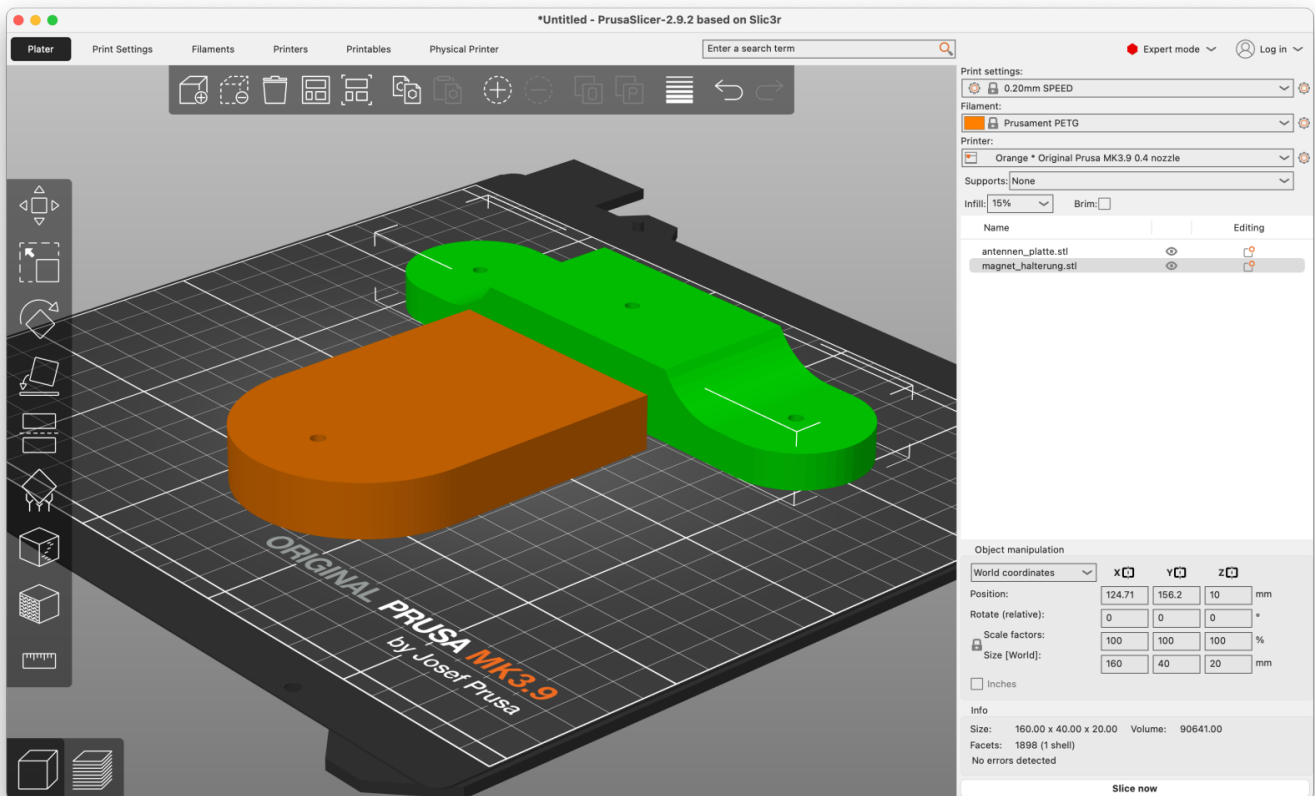 *Untitled - PrusaSlicer-2.9.2 based on Slic3r
Plater Print Settings Filaments Printers Printables Physical Printer Enter a search term Expert mode Log in
Print settings:
0.20mm SPEED
Filament:
Prusament PETG
Printer:
Orange * Original Prusa MK3.9 0.4 nozzle
Supports: None
Infill: 15% Brim:
Name Editing
antennen_platte.stl
magnet_halterung.stl
ORIGINAL PRUSA MK3.9
by Josef Prusa
Object manipulation
World coordinates X Y Z
Position: 124.71 156.2 10 mm
Rotate (relative): 0 0 0 °
Scale factors: 100 100 100 %
Size [World]: 160 40 20 mm
Inches
Info
Size: 160.00 x 40.00 x 20.00 Volume: 90641.00
Facets: 1898 (1 shell)
No errors detected
Slice now